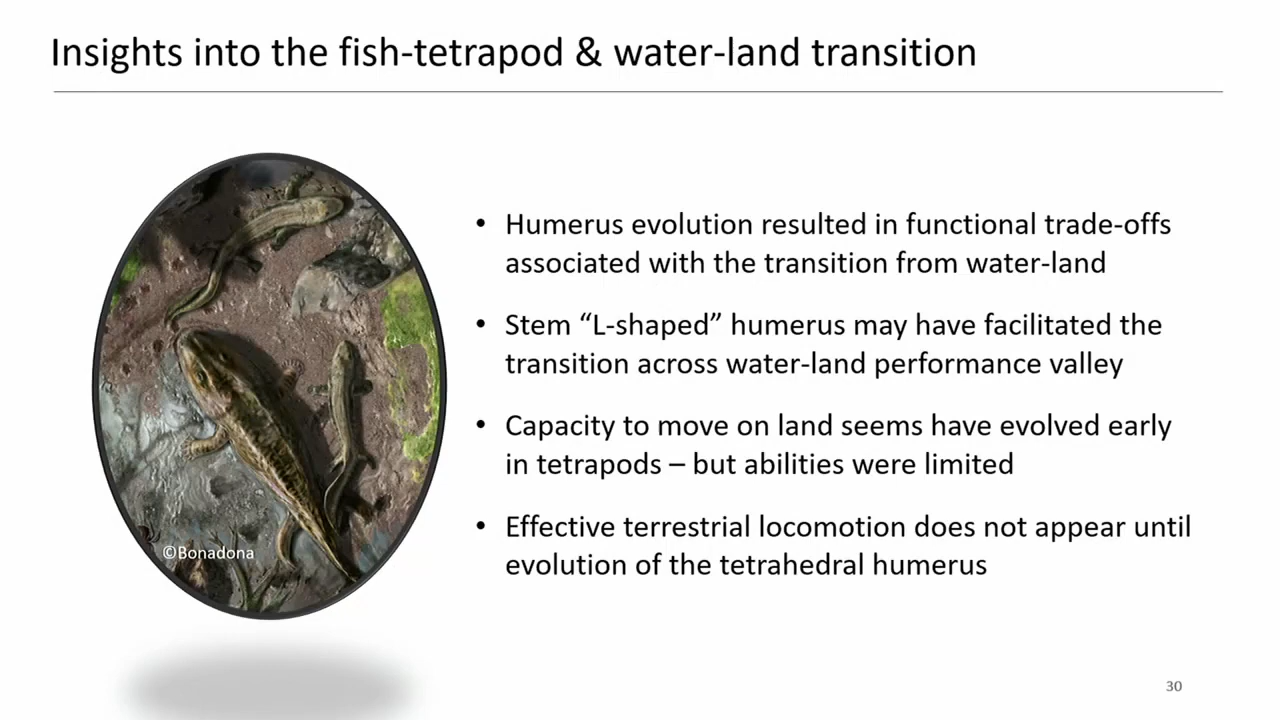 Insights into the fish-tetrapod & water-land transition
• Humerus evolution resulted in functional trade-offs
associated with the transition from water-land
• Stem “L-shaped” humerus may have facilitated the
transition across water-land performance valley
• Capacity to move on land seems have evolved early
in tetrapods – but abilities were limited
• Effective terrestrial locomotion does not appear until
evolution of the tetrahedral humerus
©Bonadona
30